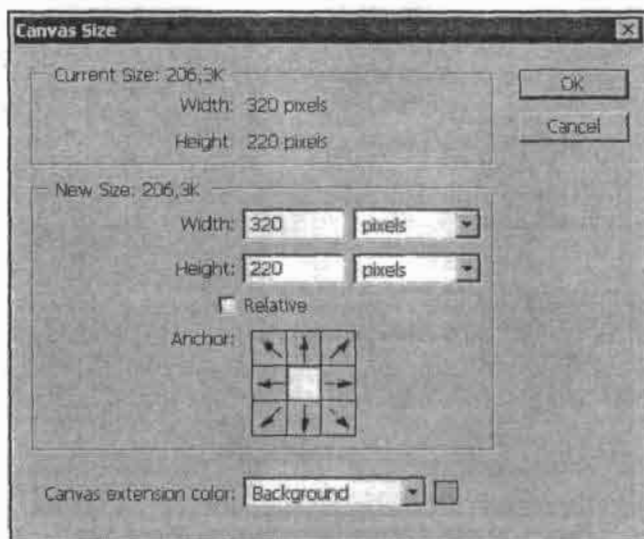 Canvas Size
Current Size: 206,3K
OK
Width: 320 pixels
Cancel
Height: 220 pixels
New Size: 206,3K
Width: 320 pixels
Height: 220 pixels
Relative
Anchor:
Canvas extension color: Background